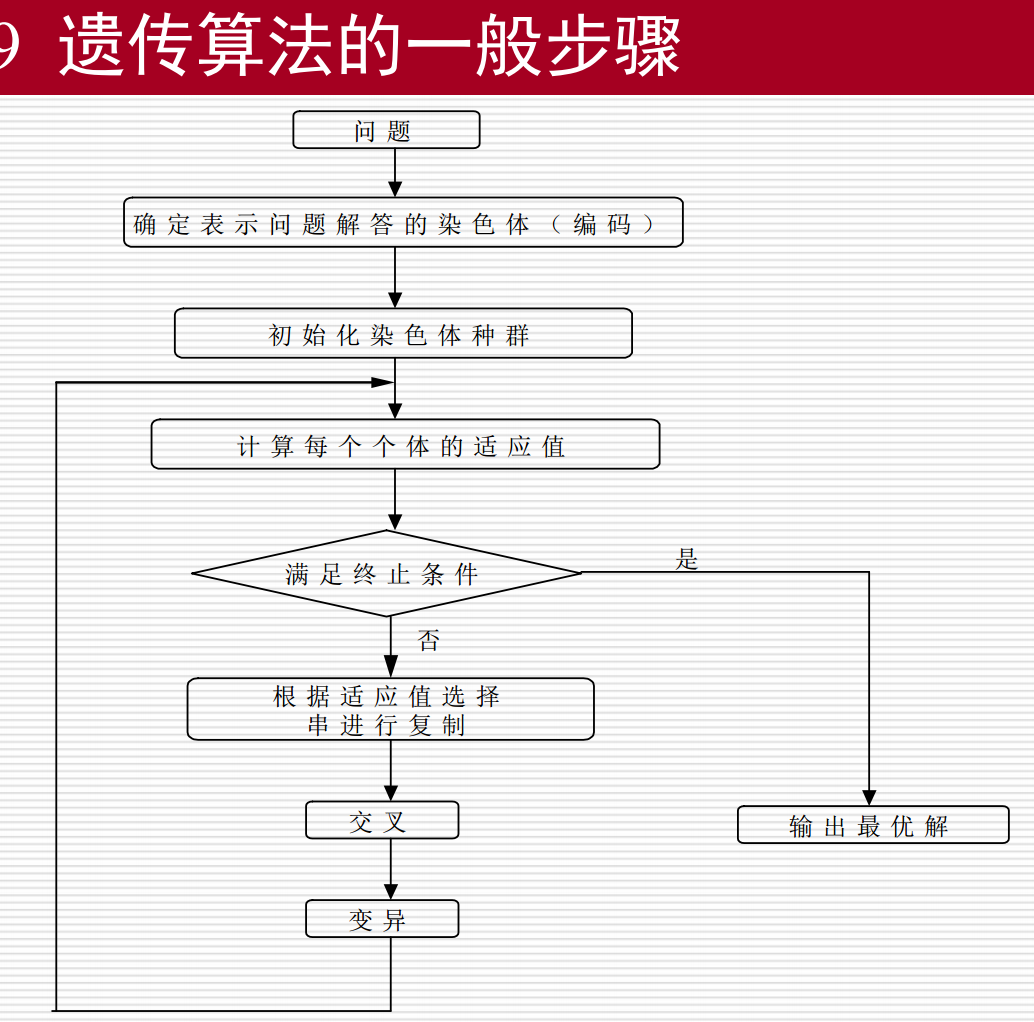 9 遗传算法的一般步骤
问题
确定表示问题解答的染色体（编码）
初始化染色体种群
计算每个个体的适应值
满足终止条件
是
否
根据适应值选择
串进行复制
交叉
输出最优解
变异